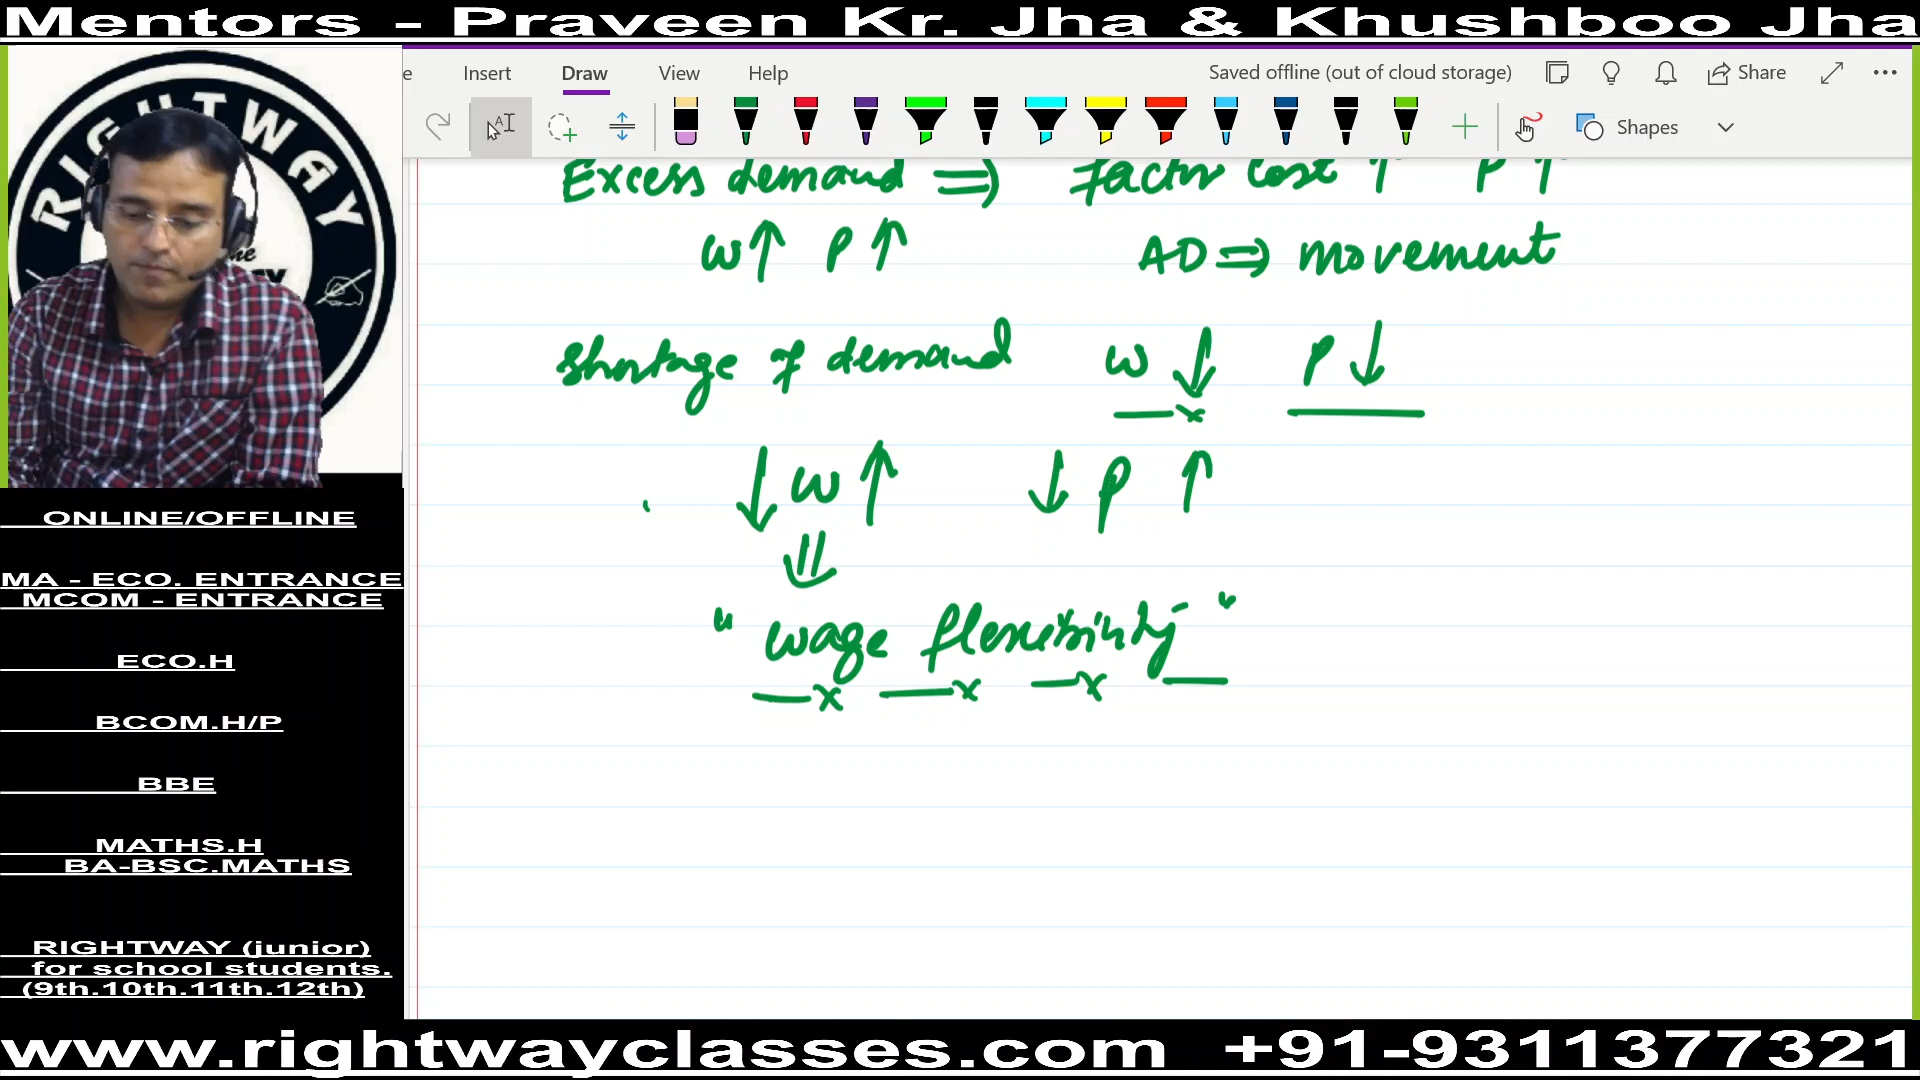 Mentors - Praveen Kr. Jha & Khushboo Jha
RIGHTWAY
e Insert Draw View Help Saved offline (out of cloud storage) Share
Shapes
Excess demand ⇒ Factor Cost ↑ P ↑
W↑ P↑ AD ⇒ movement
Shortage of demand W ↓ P ↓
↓ W ↑ ↓ P ↑
⇓
"wage flexibility"
ONLINE/OFFLINE
MA - ECO. ENTRANCE
MCOM - ENTRANCE
ECO.H
BCOM.H/P
BBE
MATHS.H
BA-BSC.MATHS
RIGHTWAY (junior)
for school students.
(9th.10th.11th.12th)
www.rightwayclasses.com +91-9311377321